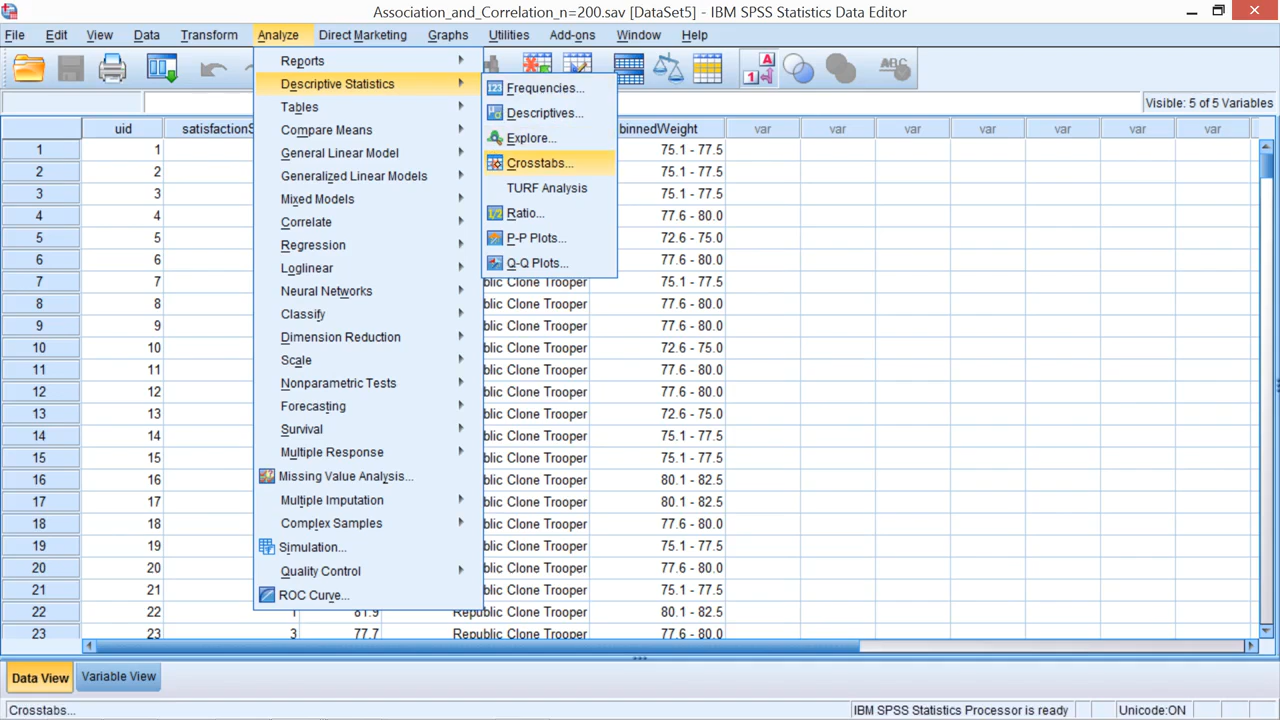 Association_and_Correlation_n=200.sav [DataSet5] - IBM SPSS Statistics Data Editor
File Edit View Data Transform Analyze Direct Marketing Graphs Utilities Add-ons Window Help
Visible: 5 of 5 Variables
Reports
Descriptive Statistics
Tables
Compare Means
General Linear Model
Generalized Linear Models
Mixed Models
Correlate
Regression
Loglinear
Neural Networks
Classify
Dimension Reduction
Scale
Nonparametric Tests
Forecasting
Survival
Multiple Response
Missing Value Analysis...
Multiple Imputation
Complex Samples
Simulation...
Quality Control
ROC Curve...
Frequencies...
Descriptives...
Explore...
Crosstabs...
TURF Analysis
Ratio...
P-P Plots...
Q-Q Plots...
uid satisfactionS binnedWeight var var var var var var var
1 1 75.1 - 77.5
2 2 75.1 - 77.5
3 3 75.1 - 77.5
4 4 77.6 - 80.0
5 5 72.6 - 75.0
6 6 77.6 - 80.0
7 7 blic Clone Trooper 75.1 - 77.5
8 8 blic Clone Trooper 77.6 - 80.0
9 9 blic Clone Trooper 77.6 - 80.0
10 10 blic Clone Trooper 72.6 - 75.0
11 11 blic Clone Trooper 77.6 - 80.0
12 12 blic Clone Trooper 77.6 - 80.0
13 13 blic Clone Trooper 72.6 - 75.0
14 14 blic Clone Trooper 75.1 - 77.5
15 15 blic Clone Trooper 75.1 - 77.5
16 16 blic Clone Trooper 80.1 - 82.5
17 17 blic Clone Trooper 80.1 - 82.5
18 18 blic Clone Trooper 77.6 - 80.0
19 19 blic Clone Trooper 75.1 - 77.5
20 20 blic Clone Trooper 77.6 - 80.0
21 21 blic Clone Trooper 75.1 - 77.5
22 22 1 81.9 Republic Clone Trooper 80.1 - 82.5
23 23 3 77.7 Republic Clone Trooper 77.6 - 80.0
Data View Variable View
Crosstabs... IBM SPSS Statistics Processor is ready Unicode:ON